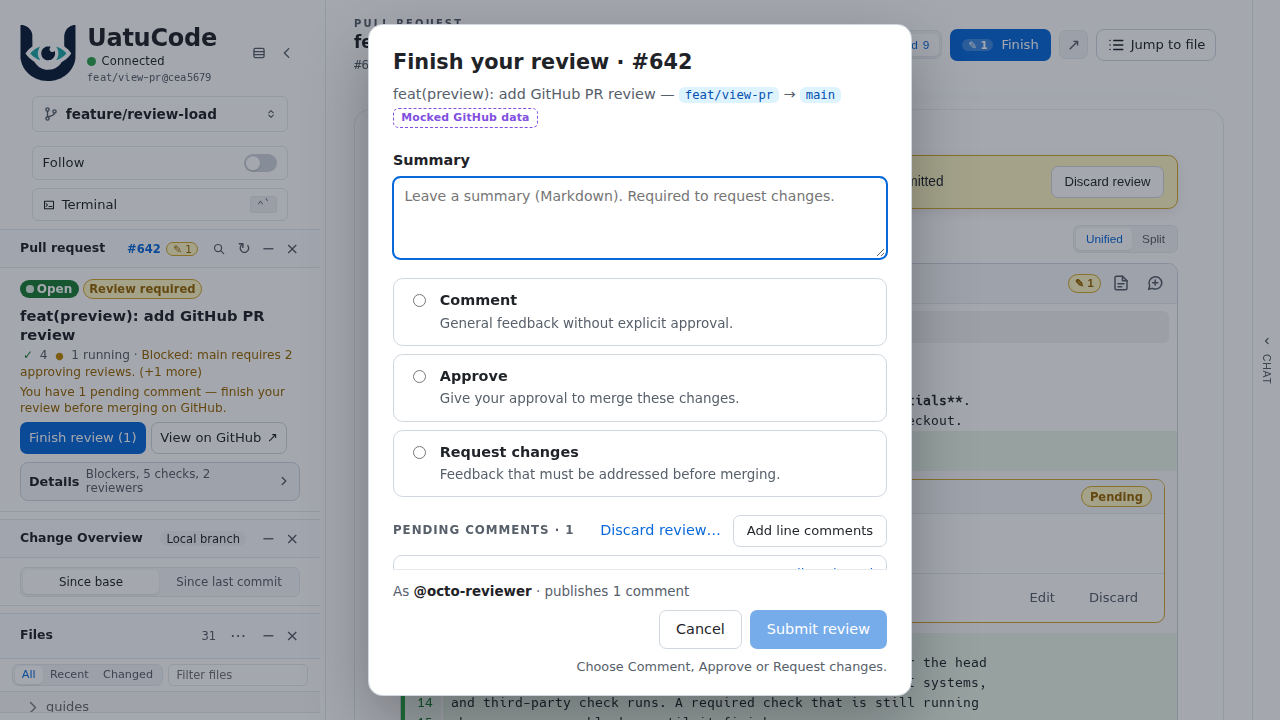 UatuCode
Connected
feat/view-pr@cea5679
feature/review-load
Follow
Terminal
⌃`
Pull request
#642
✎ 1
↻
Open
Review required
feat(preview): add GitHub PR review
✓ 4 ● 1 running · Blocked: main requires 2 approving reviews. (+1 more)
You have 1 pending comment — finish your review before merging on GitHub.
Finish review (1)
View on GitHub ↗
Details
Blockers, 5 checks, 2 reviewers
Change Overview
Local branch
Since base
Since last commit
Files
31
All
Recent
Changed
Filter files
guides
PULL REQUEST
9
✎ 1 Finish
↗
Jump to file
Discard review
Unified
Split
✎ 1
eckout.
Pending
Edit
Discard
the head
systems,
14 and third-party check runs. A required check that is still running
CHAT
Finish your review · #642
feat(preview): add GitHub PR review — feat/view-pr → main
Mocked GitHub data
Summary
Leave a summary (Markdown). Required to request changes.
Comment
General feedback without explicit approval.
Approve
Give your approval to merge these changes.
Request changes
Feedback that must be addressed before merging.
PENDING COMMENTS · 1
Discard review…
Add line comments
As @octo-reviewer · publishes 1 comment
Cancel
Submit review
Choose Comment, Approve or Request changes.